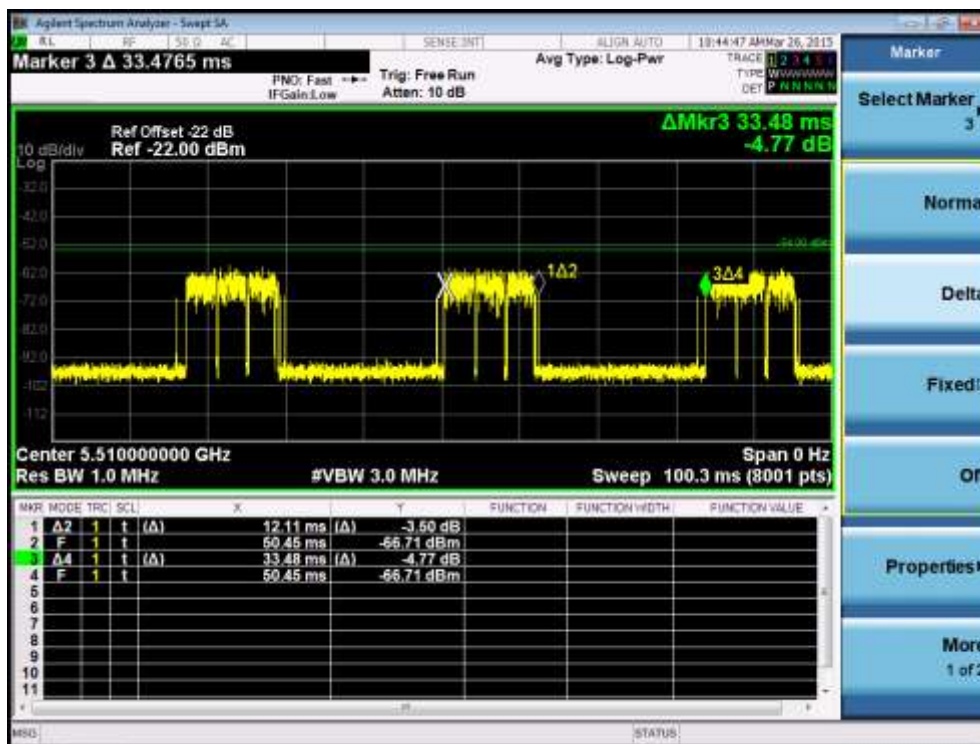 Agilent Spectrum Analyzer - Swept SA
RL RF 50 Ω AC SENSE:INT ALIGN AUTO 10:44:47 AM Mar 26, 2015
Marker 3 Δ 33.4765 ms
PNO: Fast
IFGain:Low
Trig: Free Run
Atten: 10 dB
Avg Type: Log-Pwr
TRACE 1 2 3 4 5
TYPE W
DET P N N N N N
ΔMkr3 33.48 ms
-4.77 dB
Ref Offset -22 dB
10 dB/div Ref -22.00 dBm
Log
-32.0
-42.0
-52.0
-62.0
-72.0
-82.0
-92.0
-102
-112
1Δ2
3Δ4
Center 5.510000000 GHz Span 0 Hz
Res BW 1.0 MHz #VBW 3.0 MHz Sweep 100.3 ms (8001 pts)
MKR MODE TRC SCL X Y FUNCTION FUNCTION WIDTH FUNCTION VALUE
1 Δ2 1 t (Δ) 12.11 ms (Δ) -3.50 dB
2 F 1 t 50.45 ms -66.71 dBm
3 Δ4 1 t (Δ) 33.48 ms (Δ) -4.77 dB
4 F 1 t 50.45 ms -66.71 dBm
5
6
7
8
9
10
11
MSG STATUS
Marker
Select Marker
3
Norma
Delta
Fixed
Of
Properties
More
1 of 2